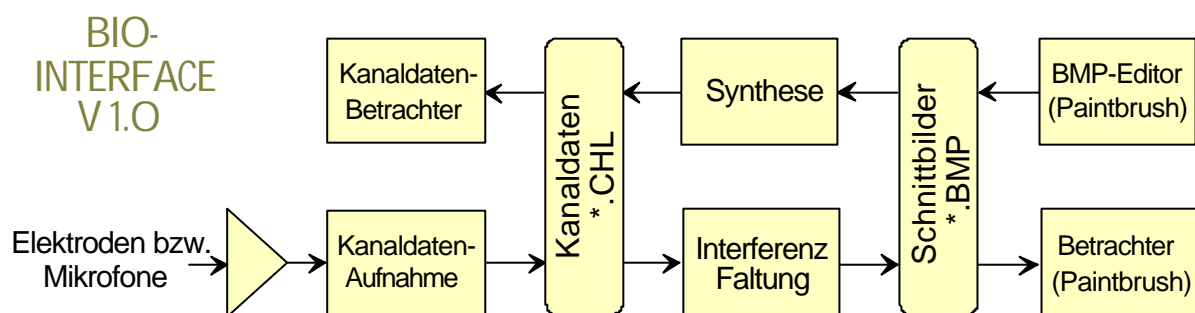 BIO-
INTERFACE
V 1.0
Kanaldaten-
Betrachter
Kanaldaten
*.CHL
Synthese
Schnittbilder
*.BMP
BMP-Editor
(Paintbrush)
Elektroden bzw.
Mikrofone
Kanaldaten-
Aufnahme
Interferenz
Faltung
Betrachter
(Paintbrush)